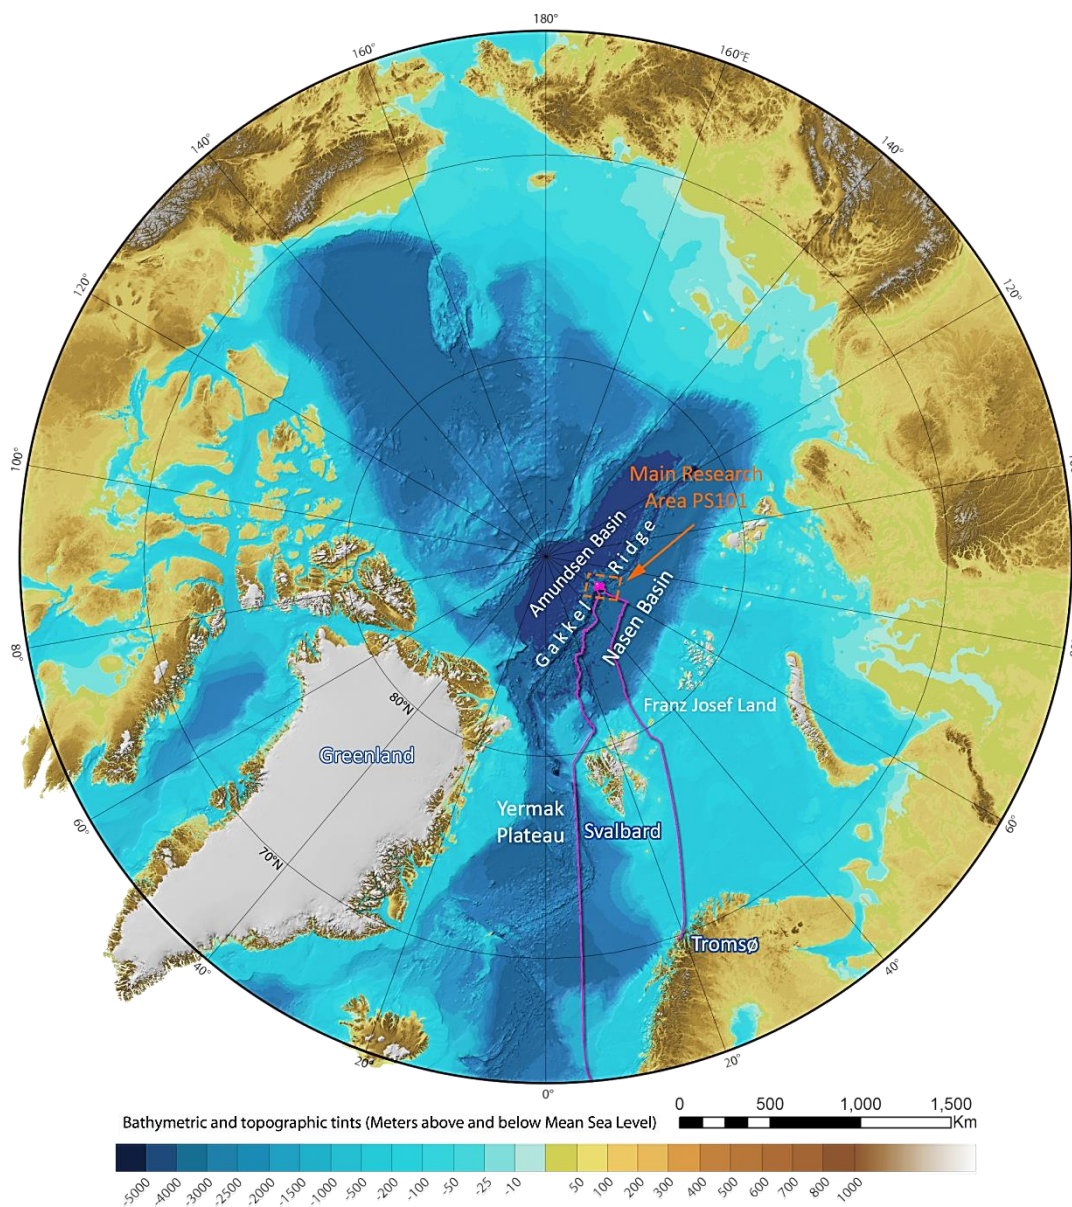 180°
160°
160°E
140°
140°
120°
120°
100°
80°
Main Research
Area PS101
Amundsen Basin
Gakkel Ridge
Nasen Basin
Franz Josef Land
80°N
Greenland
Yermak
Plateau
Svalbard
70°N
Tromsø
60°
60°
40°
40°
20°
20°
0°
Bathymetric and topographic tints (Meters above and below Mean Sea Level)
0 500 1,000 1,500
Km
-5000 -4000 -3000 -2500 -2000 -1500 -1000 -500 -200 -100 -50 -25 -10 50 100 200 300 400 500 600 700 800 1000